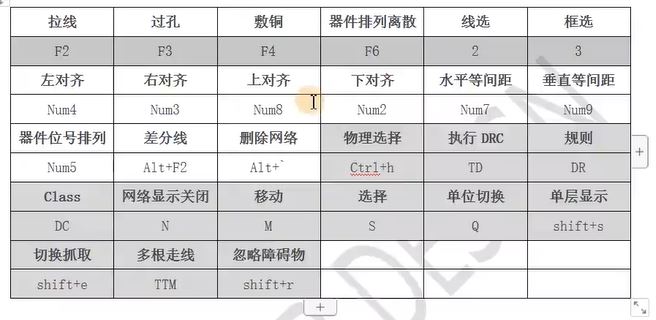 拉线 过孔 敷铜 器件排列离散 线选 框选
F2 F3 F4 F6 2 3
左对齐 右对齐 上对齐 下对齐 水平等间距 垂直等间距
Num4 Num3 Num8 Num2 Num7 Num9
器件位号排列 差分线 删除网络 物理选择 执行 DRC 规则
Num5 Alt+F2 Alt+` Ctrl+h TD DR
Class 网络显示关闭 移动 选择 单位切换 单层显示
DC N M S Q shift+s
切换抓取 多根走线 忽略障碍物
shift+e TTM shift+r